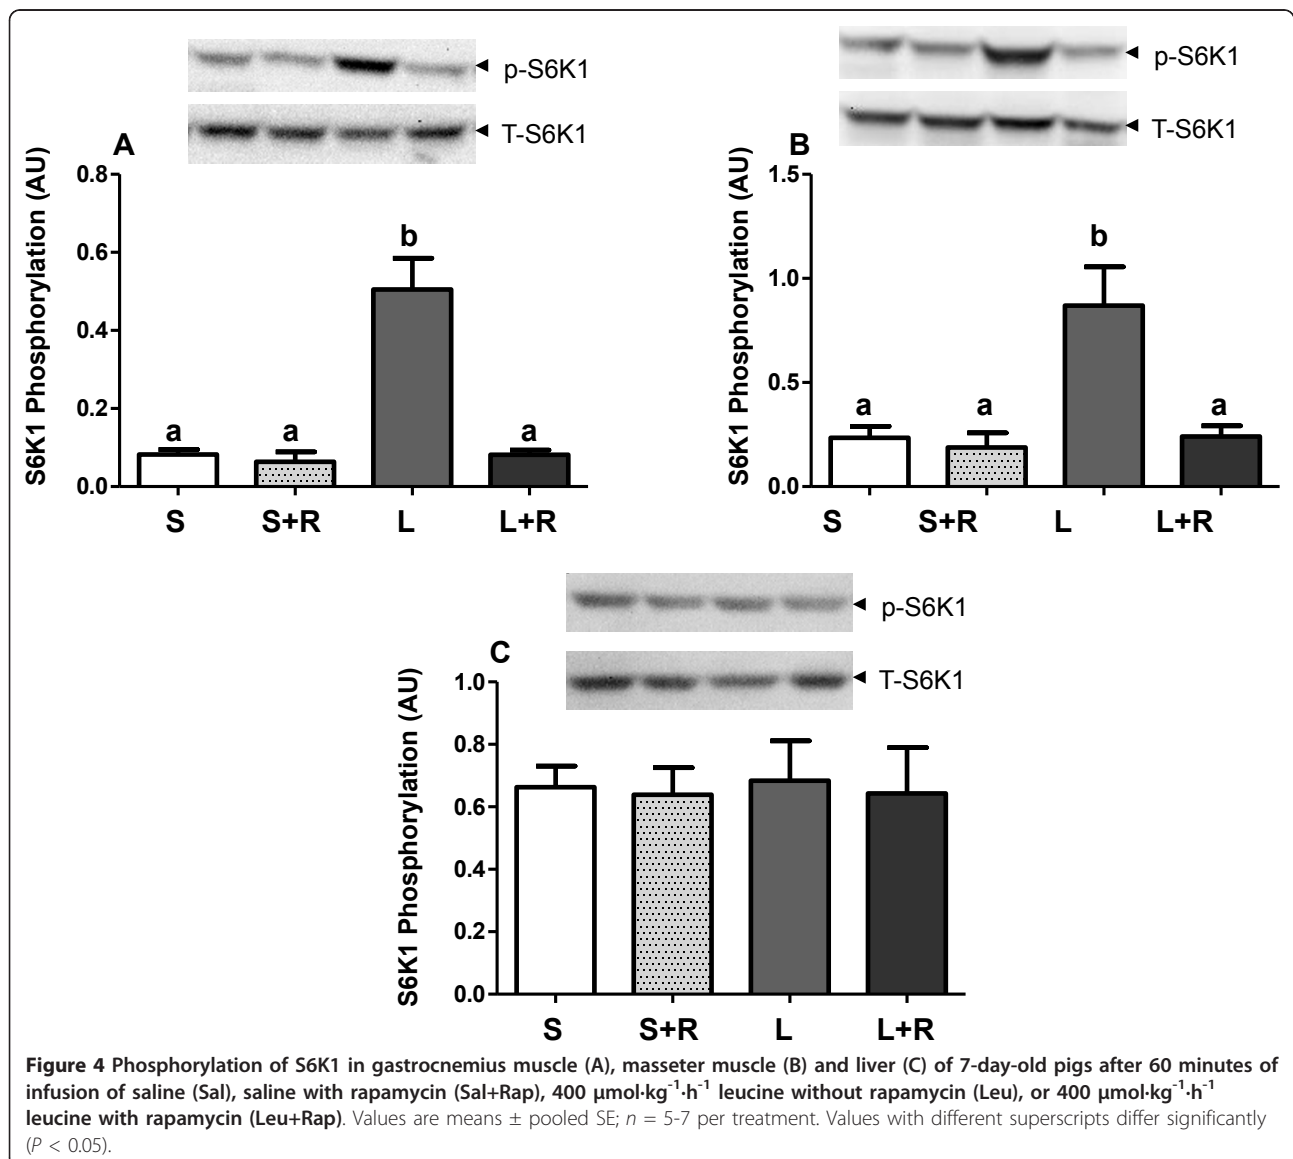 p-S6K1
T-S6K1
A
S6K1 Phosphorylation (AU)
0.8
0.6
0.4
0.2
0.0
a
a
b
a
S S+R L L+R
p-S6K1
T-S6K1
B
S6K1 Phosphorylation (AU)
1.5
1.0
0.5
0.0
a
a
b
a
S S+R L L+R
p-S6K1
T-S6K1
C
S6K1 Phosphorylation (AU)
1.0
0.8
0.6
0.4
0.2
0.0
S S+R L L+R
Figure 4 Phosphorylation of S6K1 in gastrocnemius muscle (A), masseter muscle (B) and liver (C) of 7-day-old pigs after 60 minutes of
infusion of saline (Sal), saline with rapamycin (Sal+Rap), 400 μmol·kg⁻¹·h⁻¹ leucine without rapamycin (Leu), or 400 μmol·kg⁻¹·h⁻¹
leucine with rapamycin (Leu+Rap). Values are means ± pooled SE; n = 5-7 per treatment. Values with different superscripts differ significantly
(P < 0.05).